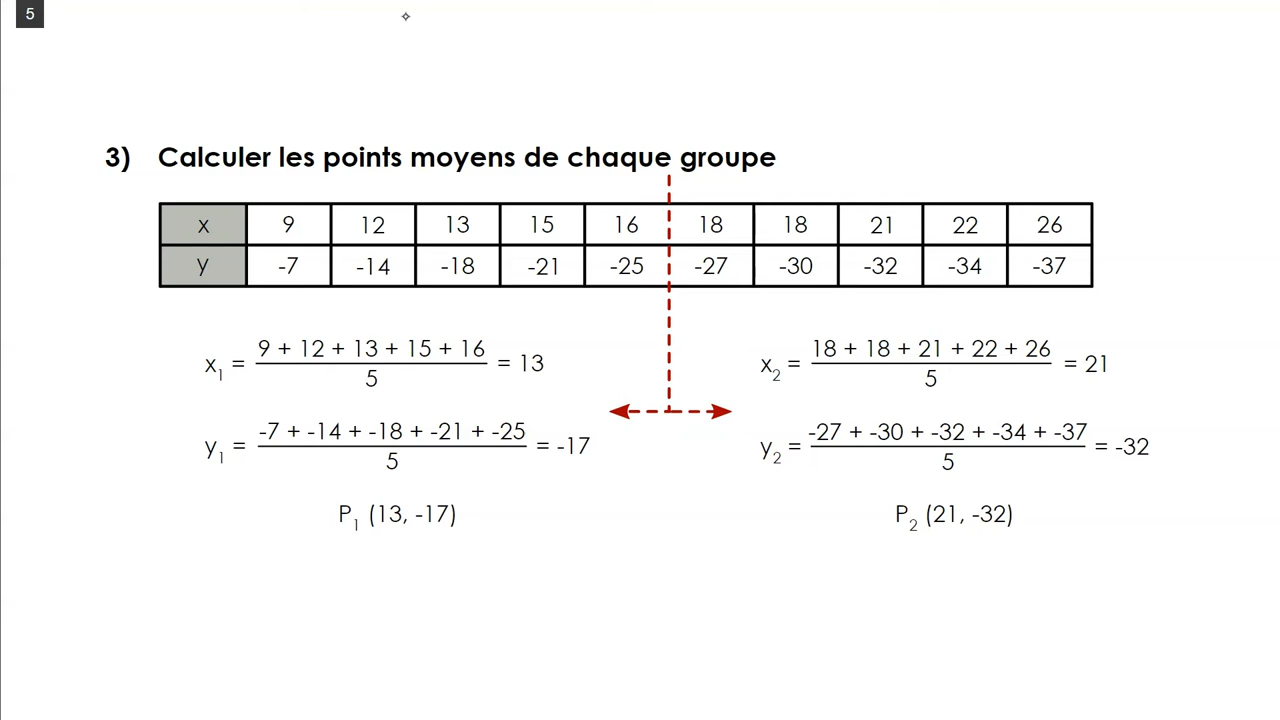 5
3) Calculer les points moyens de chaque groupe
x 9 12 13 15 16 18 18 21 22 26
y -7 -14 -18 -21 -25 -27 -30 -32 -34 -37
x₁ = (9 + 12 + 13 + 15 + 16)/5 = 13
x₂ = (18 + 18 + 21 + 22 + 26)/5 = 21
y₁ = (-7 + -14 + -18 + -21 + -25)/5 = -17
y₂ = (-27 + -30 + -32 + -34 + -37)/5 = -32
P₁ (13, -17)
P₂ (21, -32)